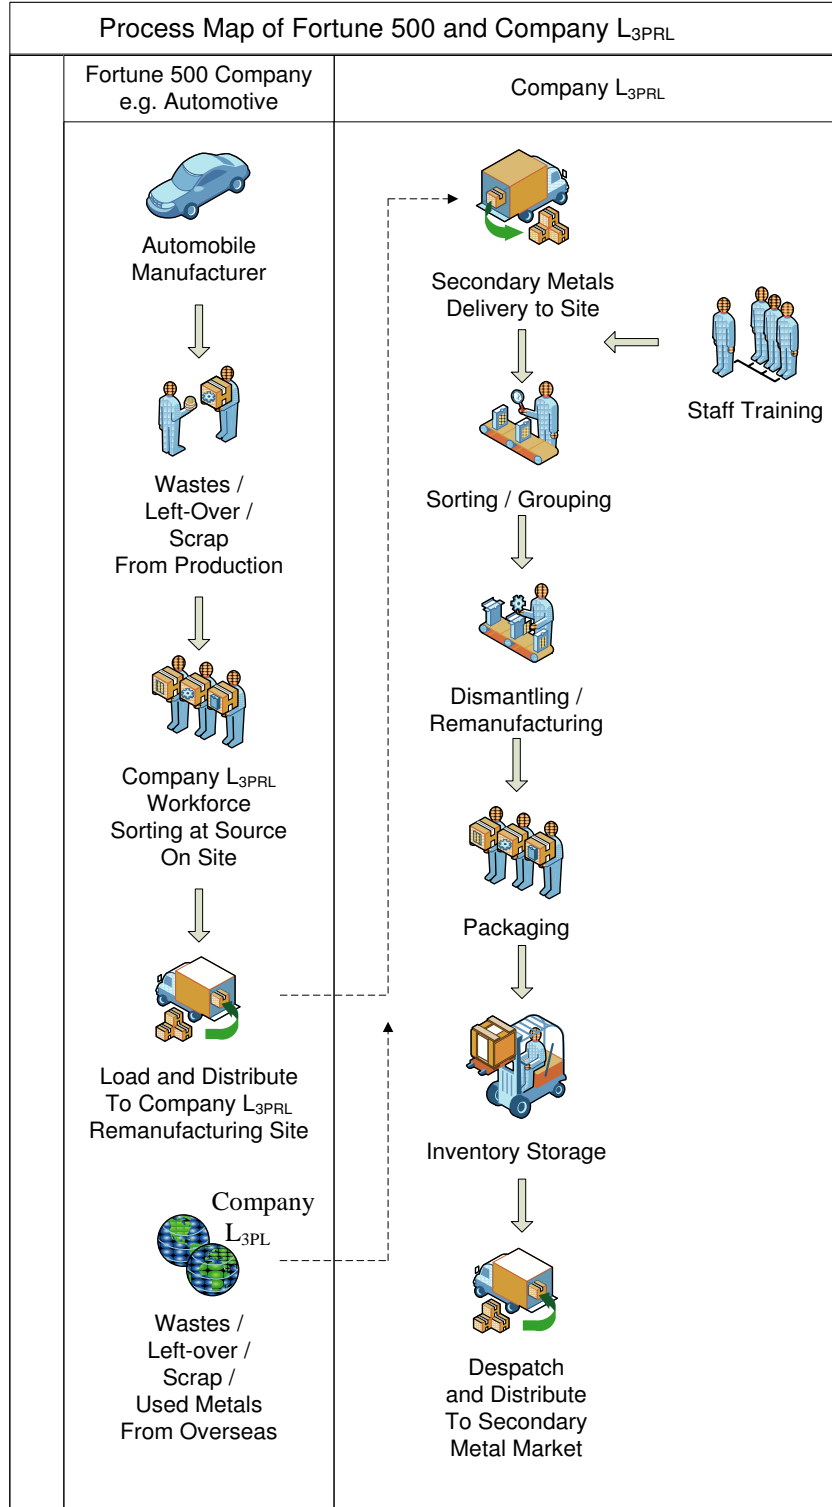 Process Map of Fortune 500 and Company L3PRL
Fortune 500 Company
e.g. Automotive
Company L3PRL
Automobile
Manufacturer
Wastes /
Left-Over /
Scrap
From Production
Company L3PRL
Workforce
Sorting at Source
On Site
Load and Distribute
To Company L3PRL
Remanufacturing Site
Company
L3PL
Wastes /
Left-over /
Scrap /
Used Metals
From Overseas
Secondary Metals
Delivery to Site
Staff Training
Sorting / Grouping
Dismantling /
Remanufacturing
Packaging
Inventory Storage
Despatch
and Distribute
To Secondary
Metal Market